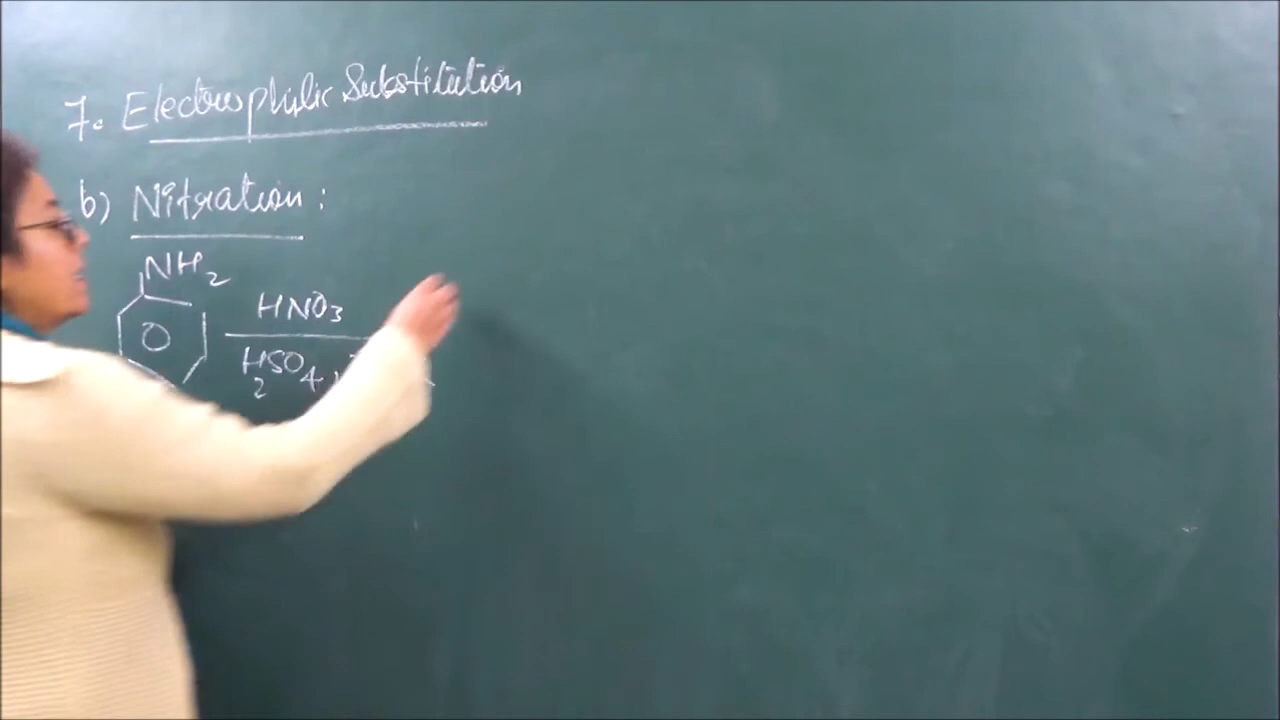 7. Electrophilic Substitution
b) Nitration :
NH2
HNO3
H2SO4,